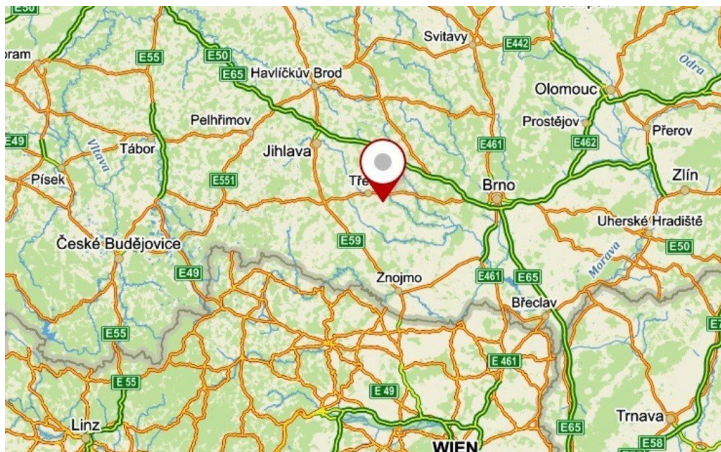 E50
Svitavy
E442
E55
E50
oram
E65
Havlíčkův Brod
Odra
Olomouc
Pelhřimov
Prostějov
E49
Vltava
Tábor
Jihlava
E461
Přerov
E462
Písek
E551
Tře
Brno
Zlín
České Budějovice
E59
Uherské Hradiště
E50
E49
Znojmo
E461
E65
Morava
Břeclav
E55
E 461
E 55
E 49
Linz
Trnava
E65
E58
WIEN